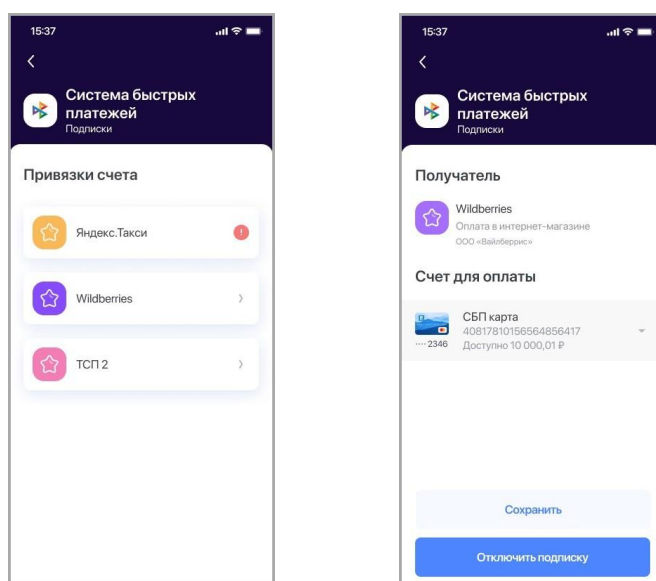 15:37
Система быстрых
платежей
Подписки
Привязки счета
Яндекс.Такси
Wildberries
ТСП 2
15:37
Система быстрых
платежей
Подписки
Получатель
Wildberries
Оплата в интернет-магазине
ООО «Вайлберрис»
Счет для оплаты
СБП карта
40817810156564856417
···· 2346 Доступно 10 000,01 ₽
Сохранить
Отключить подписку